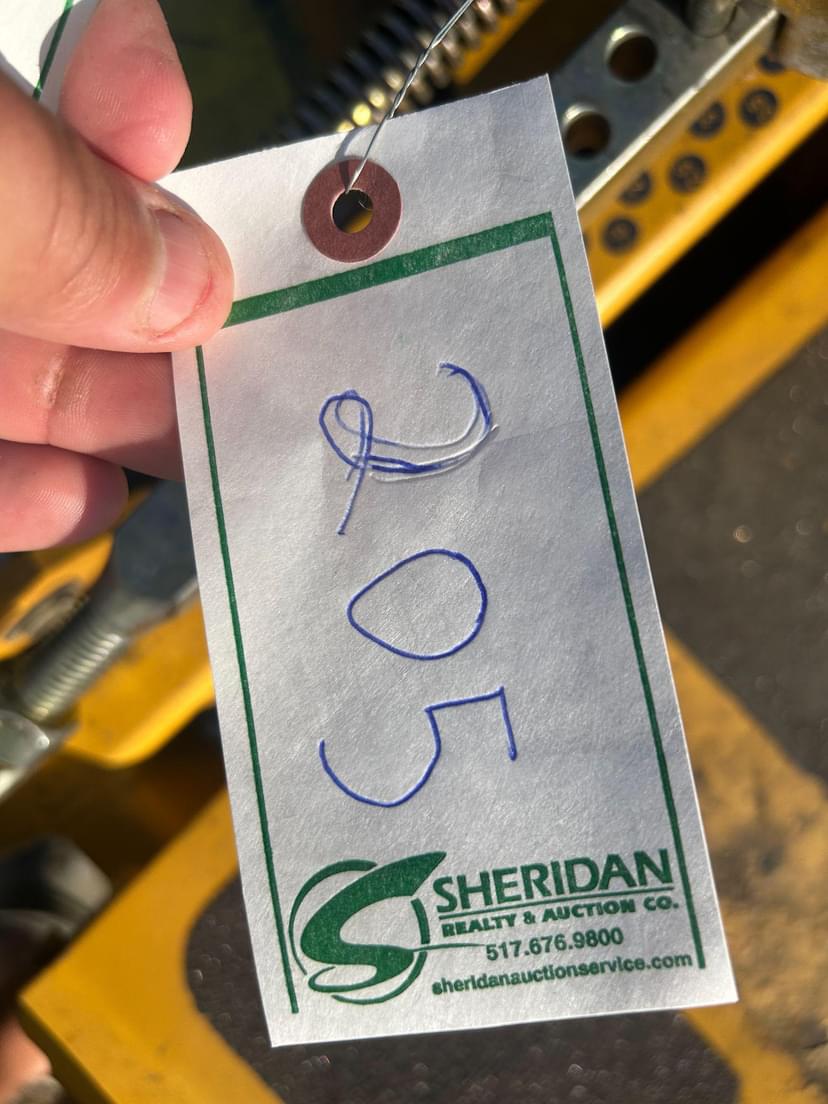 205
SHERIDAN
REALTY & AUCTION CO.
517.676.9800
sheridanauctionservice.com